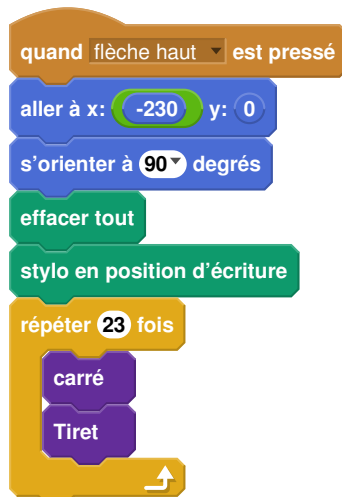 quand flèche haut est pressé
aller à x: -230 y: 0
s'orienter à 90 degrés
effacer tout
stylo en position d'écriture
répéter 23 fois
carré
Tiret